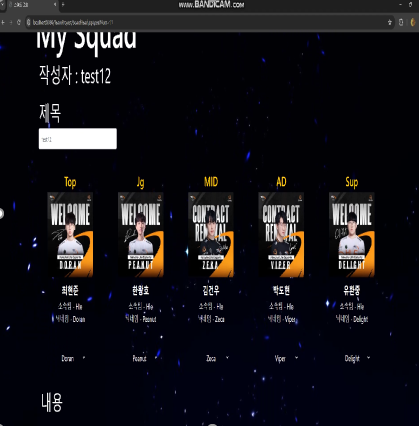 www.BANDICAM.com
My Squad
작성자 : test12
제목
test12
Top Jg MID AD Sup
WELCOME WELCOME CONTRACT RENEWAL CONTRACT RENEWAL WELCOME
DORAN PEANUT ZEKA VIPER DELIGHT
최현준 한왕호 김건우 박도현 유환중
소속팀 - Hle 소속팀 - Hle 소속팀 - Hle 소속팀 - Hle 소속팀 - Hle
닉네임 - Doran 닉네임 - Peanut 닉네임 - Zeca 닉네임 - Viper 닉네임 - Delight
Doran Peanut Zeca Viper Delight
내용